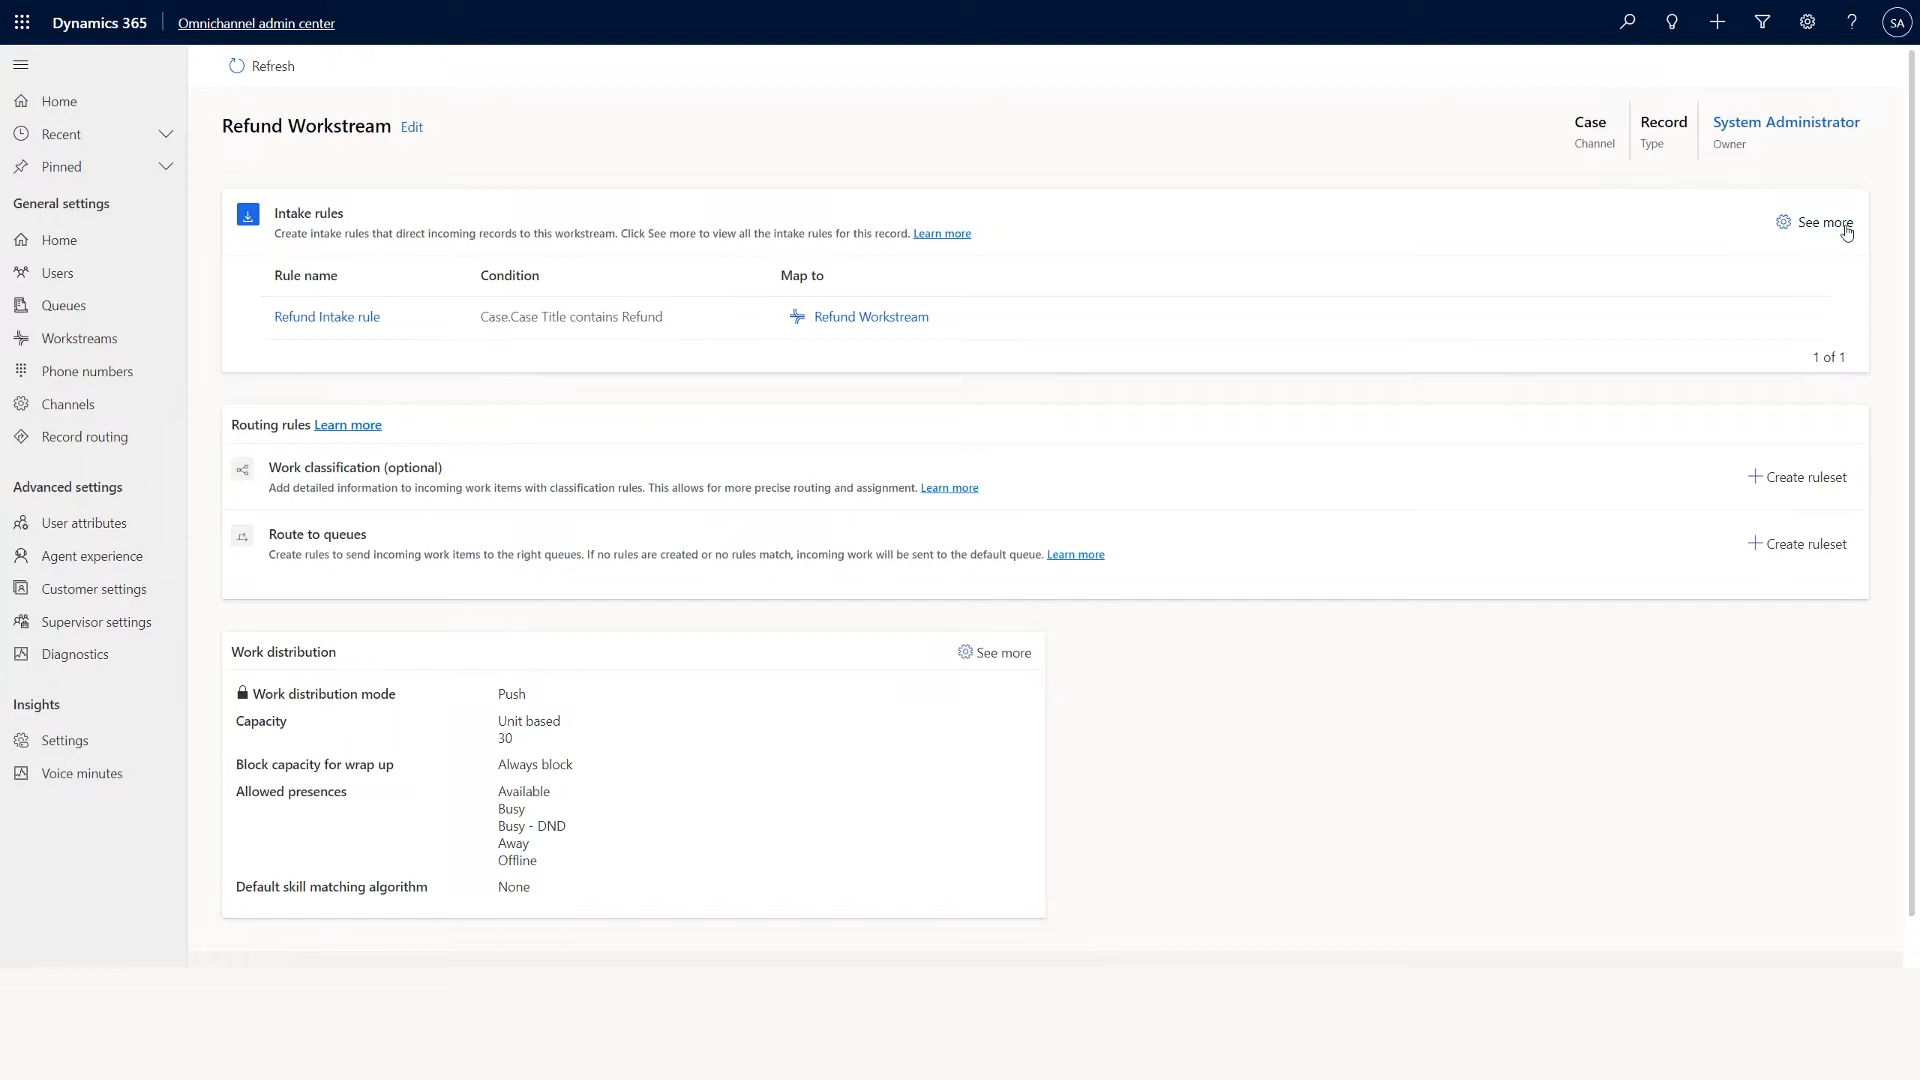 Dynamics 365
Omnichannel admin center
SA
Refresh
Home
Recent
Pinned
General settings
Home
Users
Queues
Workstreams
Phone numbers
Channels
Record routing
Advanced settings
User attributes
Agent experience
Customer settings
Supervisor settings
Diagnostics
Insights
Settings
Voice minutes
Refund Workstream Edit
Case
Channel
Record
Type
System Administrator
Owner
Intake rules
Create intake rules that direct incoming records to this workstream. Click See more to view all the intake rules for this record. Learn more
See more
Rule name Condition Map to
Refund Intake rule Case.Case Title contains Refund Refund Workstream
1 of 1
Routing rules Learn more
Work classification (optional)
Add detailed information to incoming work items with classification rules. This allows for more precise routing and assignment. Learn more
Create ruleset
Route to queues
Create rules to send incoming work items to the right queues. If no rules are created or no rules match, incoming work will be sent to the default queue. Learn more
Create ruleset
Work distribution See more
Work distribution mode Push
Capacity Unit based
30
Block capacity for wrap up Always block
Allowed presences Available
Busy
Busy - DND
Away
Offline
Default skill matching algorithm None